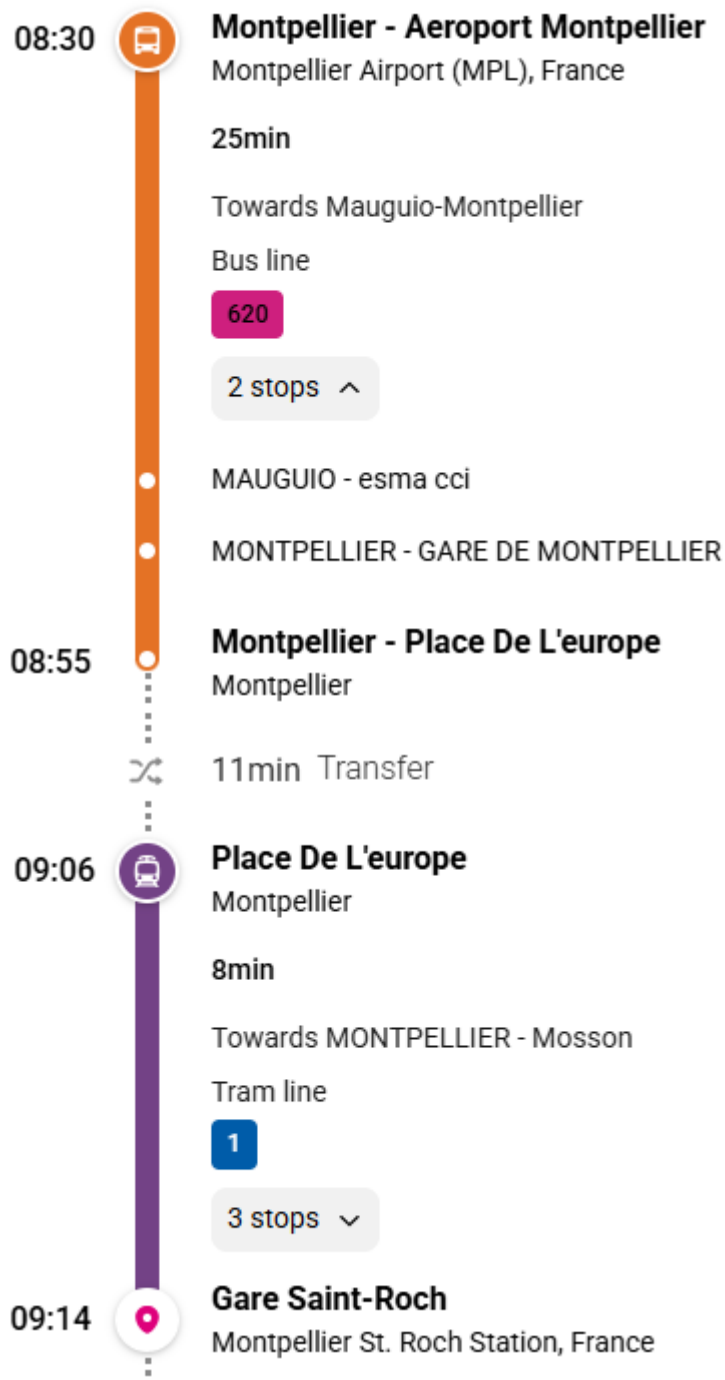 08:30
Montpellier - Aeroport Montpellier
Montpellier Airport (MPL), France
25min
Towards Mauguio-Montpellier
Bus line
620
2 stops
MAUGUIO - esma cci
MONTPELLIER - GARE DE MONTPELLIER
08:55
Montpellier - Place De L'europe
Montpellier
11min Transfer
09:06
Place De L'europe
Montpellier
8min
Towards MONTPELLIER - Mosson
Tram line
1
3 stops
09:14
Gare Saint-Roch
Montpellier St. Roch Station, France